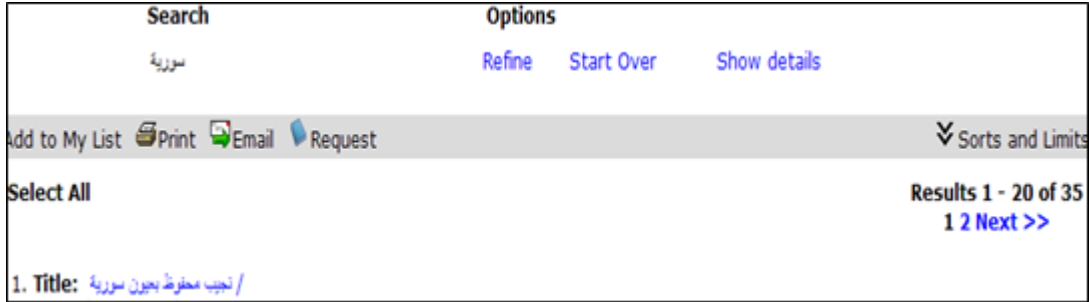 Search Options
سورية Refine Start Over Show details
Add to My List Print Email Request Sorts and Limits
Select All Results 1 - 20 of 35
1 2 Next >>
1. Title: نجيب محفوظ بعيون سورية /